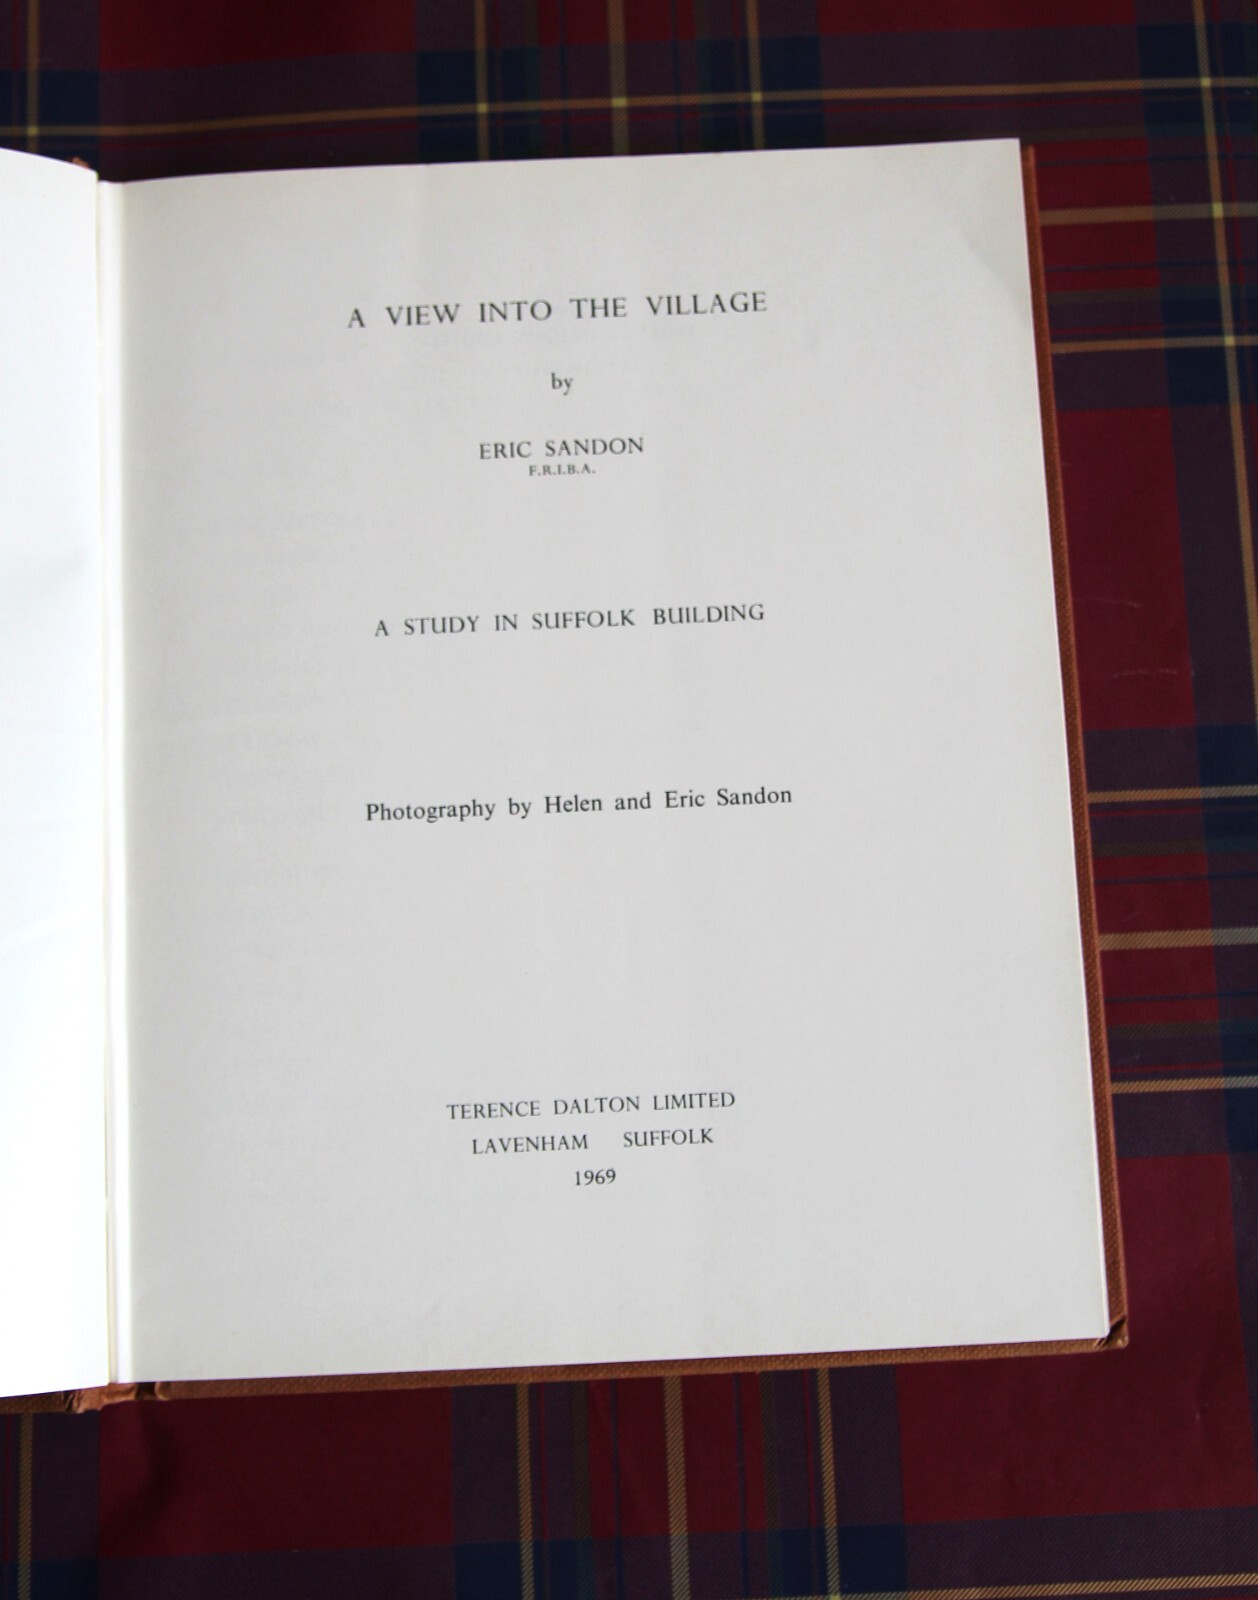 A VIEW INTO THE VILLAGE
by
ERIC SANDON
F.R.I.B.A.
A STUDY IN SUFFOLK BUILDING
Photography by Helen and Eric Sandon
TERENCE DALTON LIMITED
LAVENHAM SUFFOLK
1969